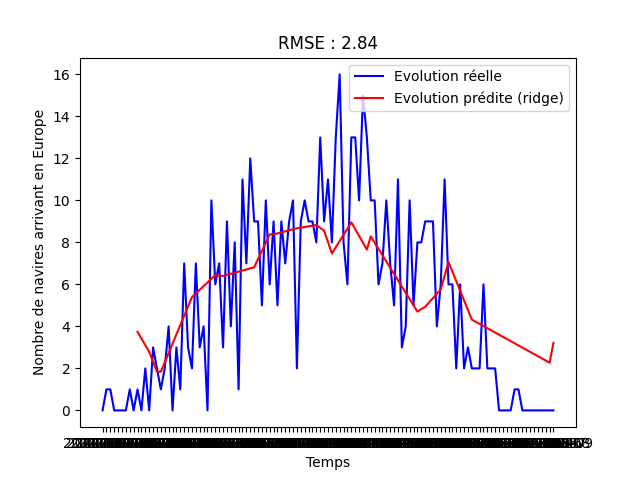 RMSE : 2.84
16
14
12
10
8
6
4
2
0
Nombre de navires arrivant en Europe
Evolution réelle
Evolution prédite (ridge)
Temps